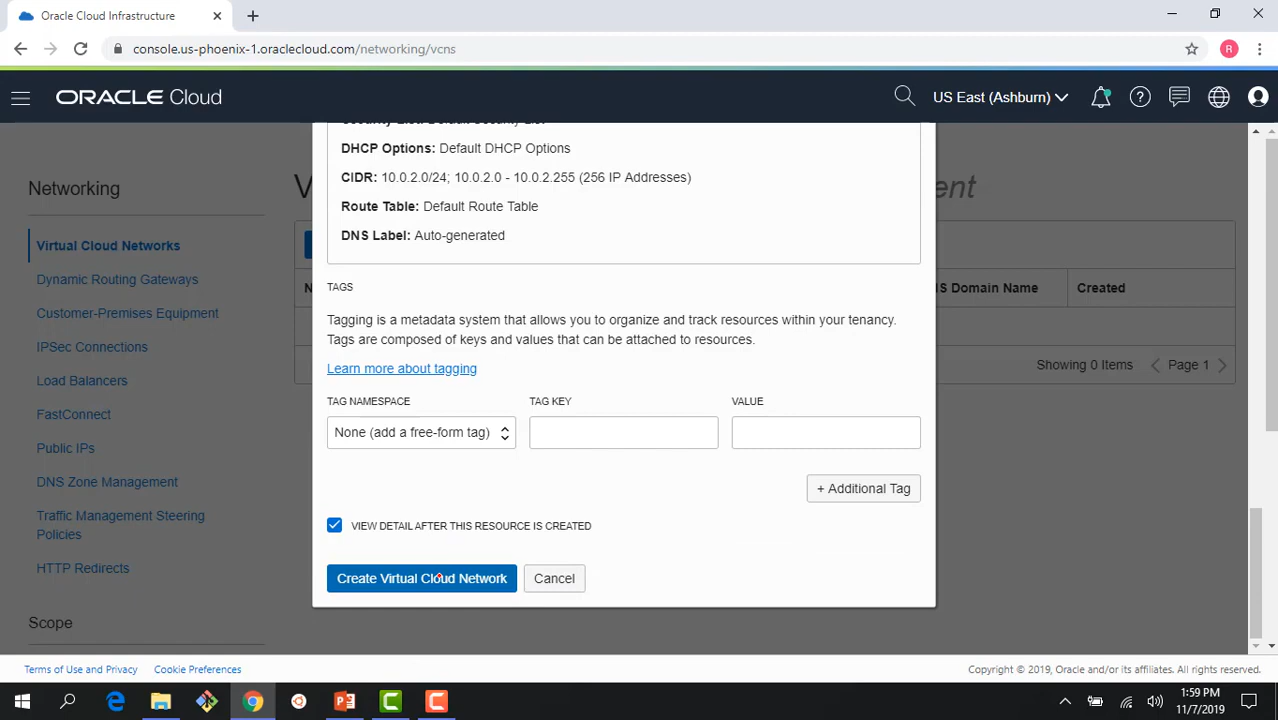 Oracle Cloud Infrastructure
console.us-phoenix-1.oraclecloud.com/networking/vcns
R
ORACLE Cloud
US East (Ashburn)
Networking
Virtual Cloud Networks
Dynamic Routing Gateways
Customer-Premises Equipment
IPSec Connections
Load Balancers
FastConnect
Public IPs
DNS Zone Management
Traffic Management Steering
Policies
HTTP Redirects
Scope
DHCP Options: Default DHCP Options
CIDR: 10.0.2.0/24; 10.0.2.0 - 10.0.2.255 (256 IP Addresses)
Route Table: Default Route Table
DNS Label: Auto-generated
TAGS
Tagging is a metadata system that allows you to organize and track resources within your tenancy.
Tags are composed of keys and values that can be attached to resources.
Learn more about tagging
TAG NAMESPACE
TAG KEY
VALUE
None (add a free-form tag)
+ Additional Tag
VIEW DETAIL AFTER THIS RESOURCE IS CREATED
Create Virtual Cloud Network
Cancel
Domain Name
Created
Showing 0 Items
Page 1
Terms of Use and Privacy
Cookie Preferences
Copyright © 2019, Oracle and/or its affiliates. All rights reserved.
1:59 PM
11/7/2019